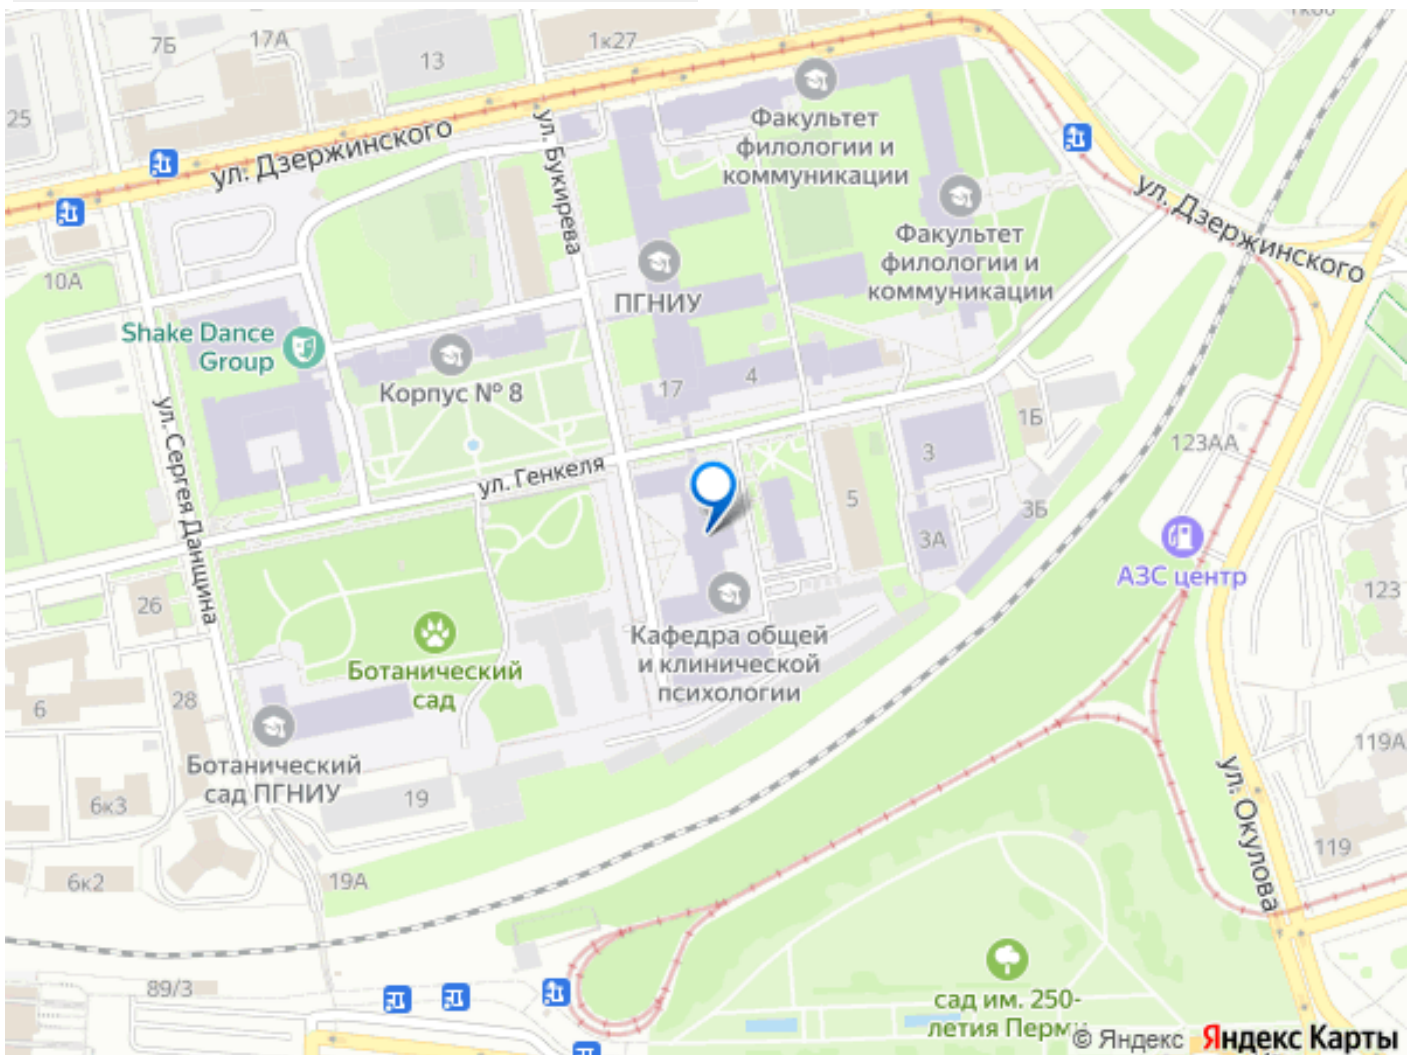 7Б
17А
1к27
1к60
13
25
ул. Дзержинского
ул. Букирева
Факультет
филологии и
коммуникации
ул. Дзержинского
Факультет
филологии и
коммуникации
10А
ПГНИУ
Shake Dance
Group
Корпус № 8
17
4
1Б
3
123АА
ул. Сергея Данщина
ул. Генкеля
5
3Б
3А
АЗС центр
123
26
Кафедра общей
и клинической
психологии
Ботанический
сад
28
6
Ботанический
сад ПГНИУ
119А
ул. Окулова
6к3
19
119
6к2
19А
89/3
сад им. 250-
летия Перми
© Яндекс Яндекс Карты